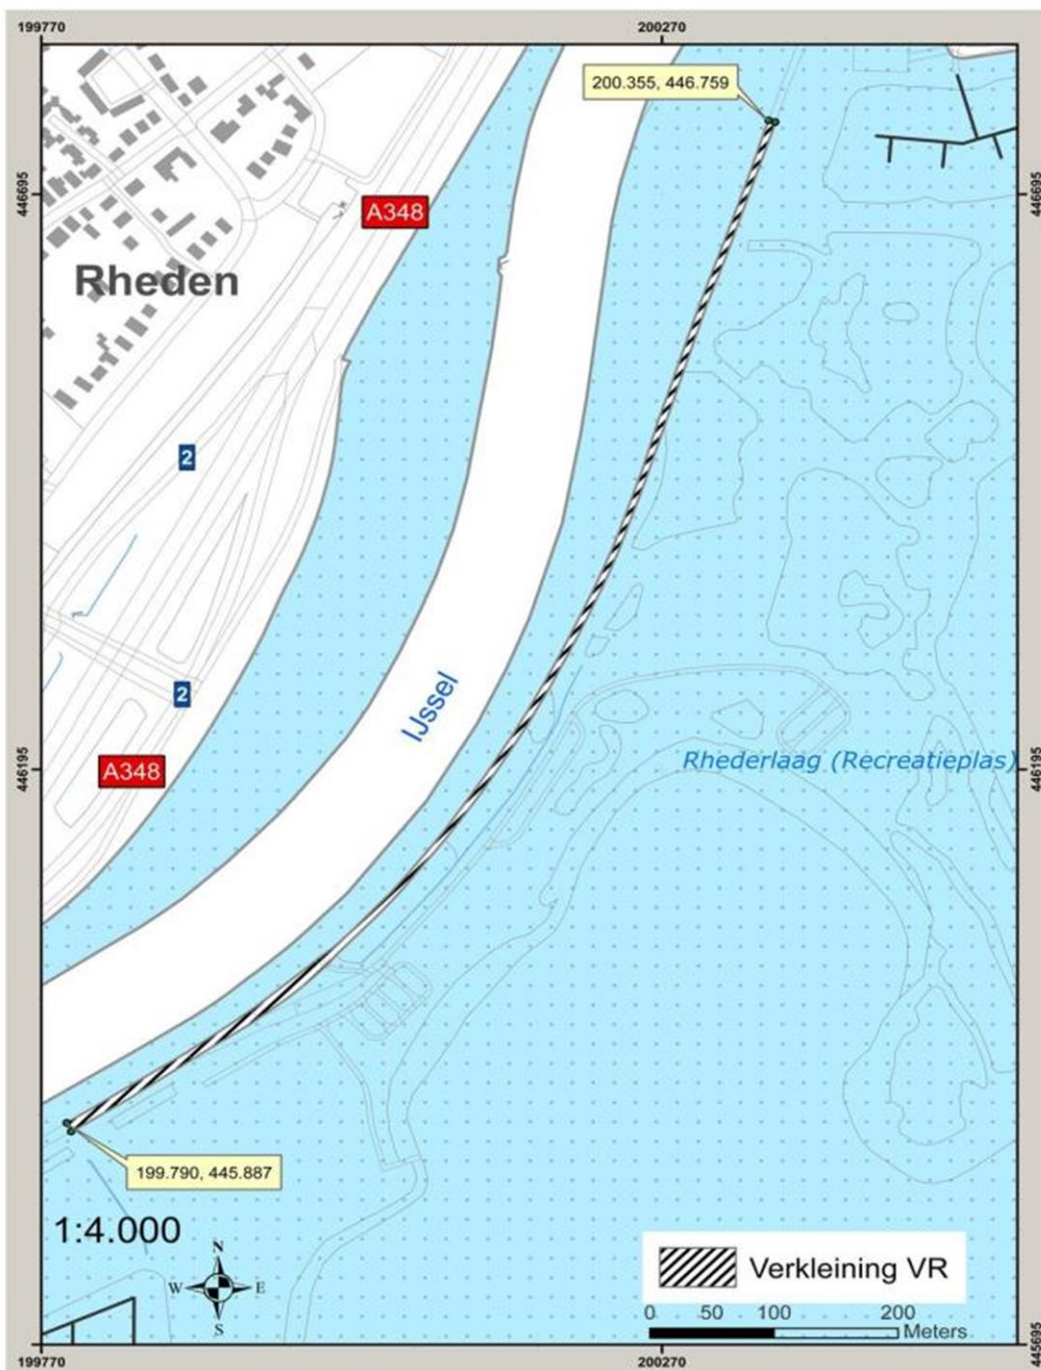 199770
200270
200.355, 446.759
446695
446695
A348
Rheden
2
2
IJssel
A348
446195
446195
Rhederlaag (Recreatieplas)
199.790, 445.887
1:4.000
N
W
E
S
Verkleining VR
0
50
100
200
Meters
445695
199770
200270